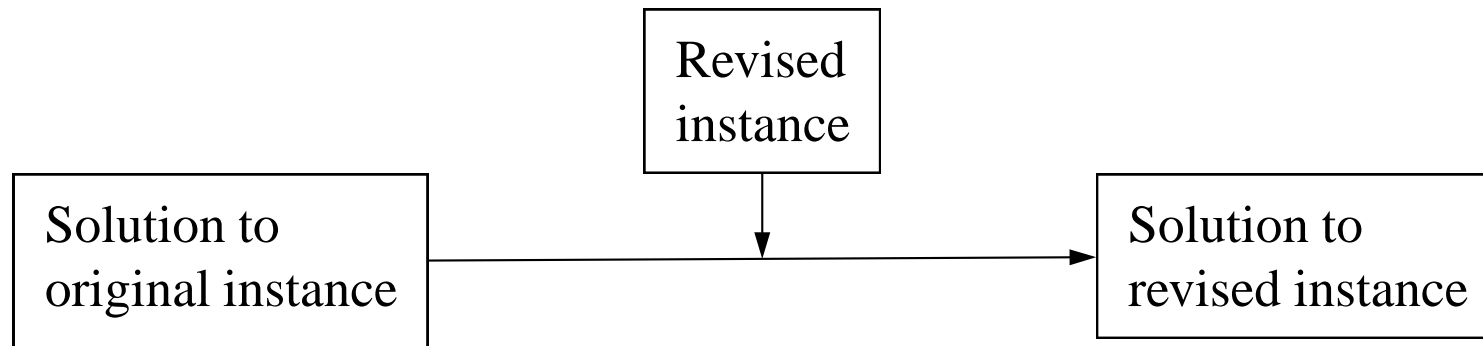 Revised
instance
Solution to
original instance
Solution to
revised instance